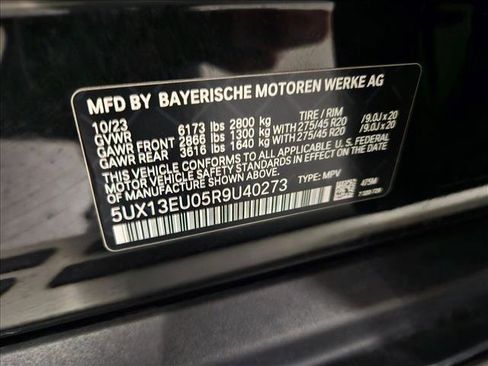 MFD BY BAYERISCHE MOTOREN WERKE AG
10/23 TIRE / RIM
GVWR 6173 lbs 2800 kg
GAWR FRONT 2866 lbs 1300 kg WITH 275/45 R20 /9.0J x 20
GAWR REAR 3616 lbs 1640 kg WITH 275/45 R20 /9.0J x 20
THIS VEHICLE CONFORMS TO ALL APPLICABLE U.S. FEDERAL
MOTOR VEHICLE SAFETY STANDARDS IN EFFECT ON THE DATE
OF MANUFACTURE SHOWN ABOVE.
5UX13EU05R9U40273 TYPE: MPV
475M